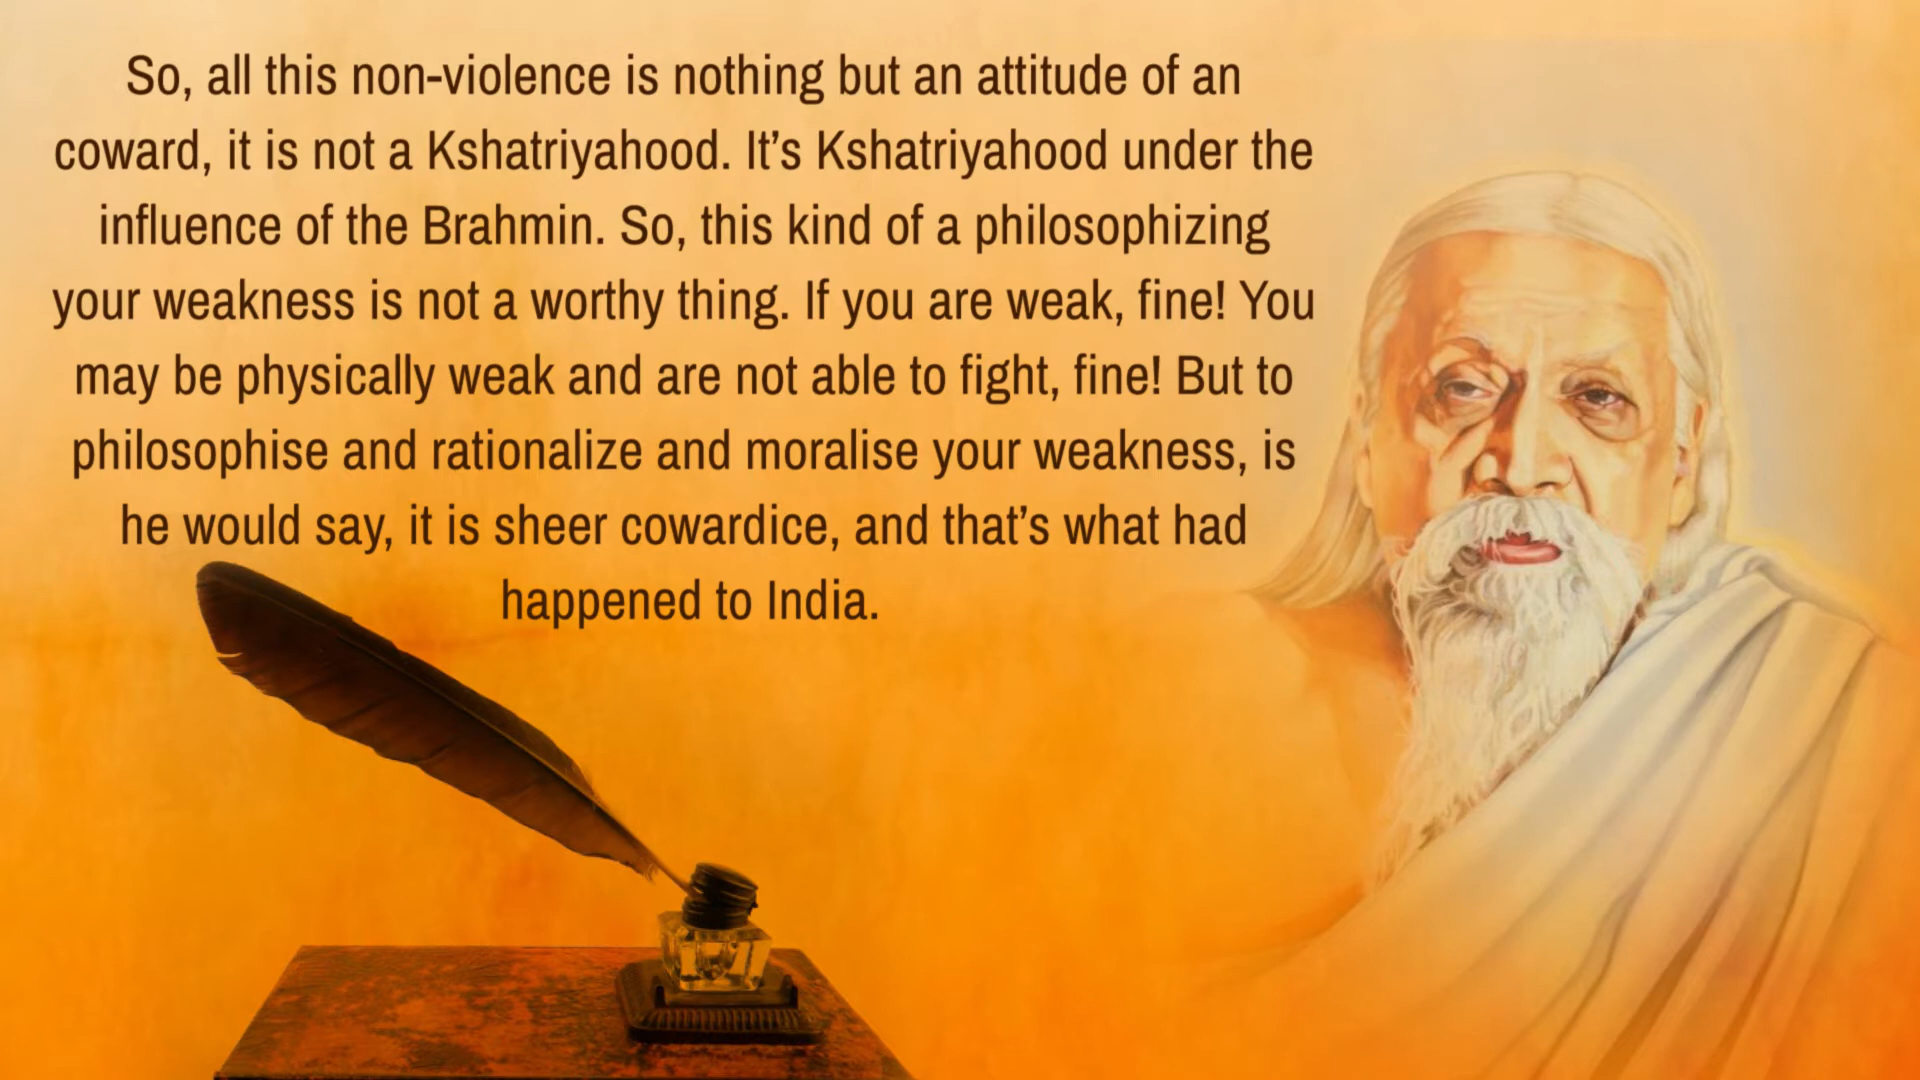 So, all this non-violence is nothing but an attitude of an
coward, it is not a Kshatriyahood. It’s Kshatriyahood under the
influence of the Brahmin. So, this kind of a philosophizing
your weakness is not a worthy thing. If you are weak, fine! You
may be physically weak and are not able to fight, fine! But to
philosophise and rationalize and moralise your weakness, is
he would say, it is sheer cowardice, and that’s what had
happened to India.